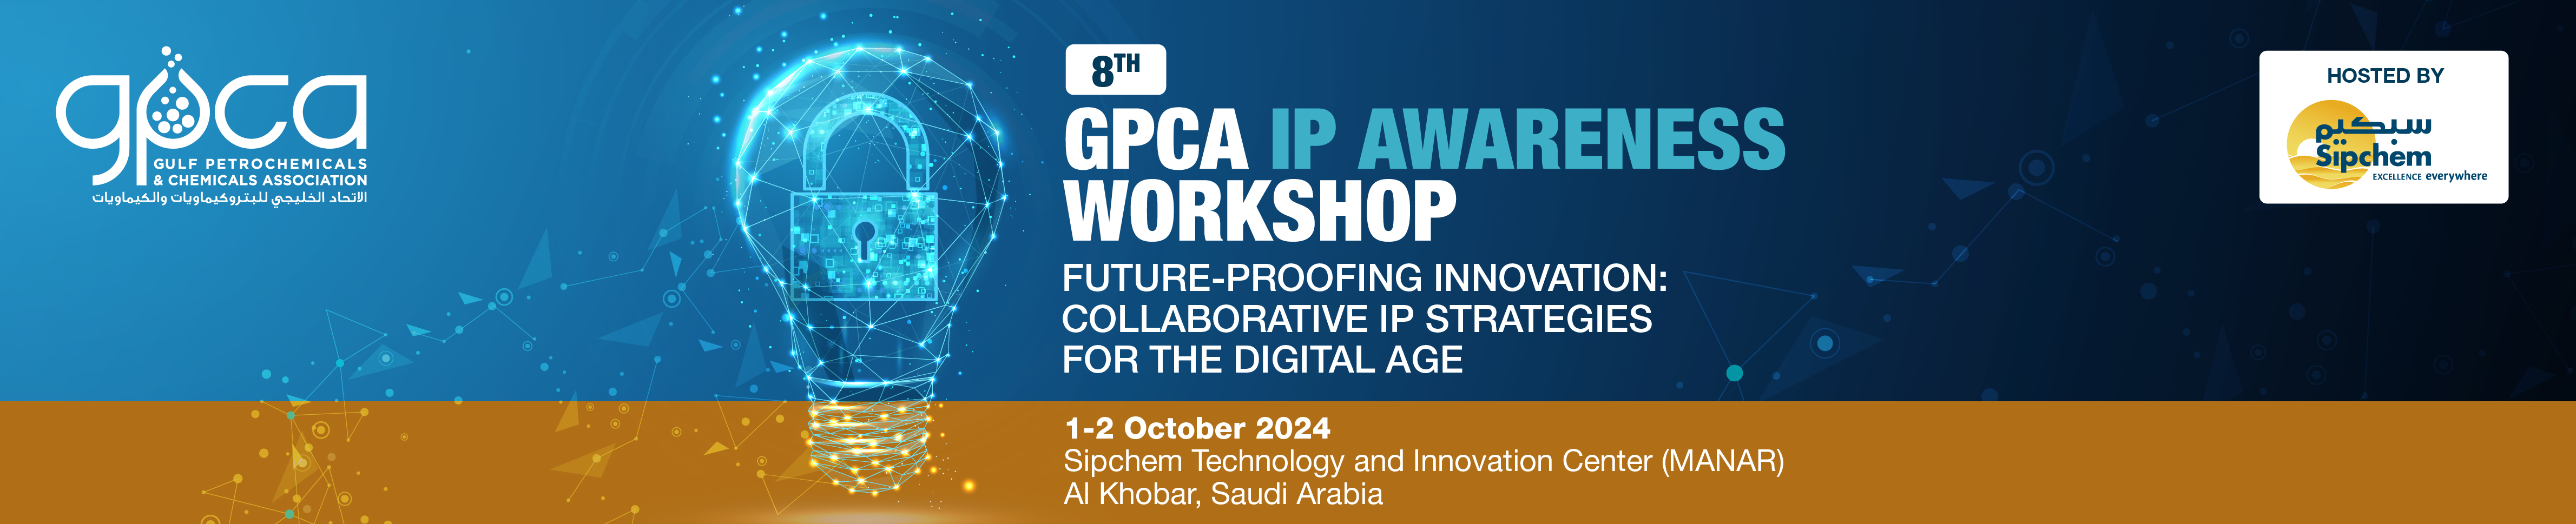 gpca
GULF PETROCHEMICALS
& CHEMICALS ASSOCIATION
الاتحاد الخليجي للبتروكيماويات والكيماويات
8TH
GPCA IP AWARENESS
WORKSHOP
FUTURE-PROOFING INNOVATION:
COLLABORATIVE IP STRATEGIES
FOR THE DIGITAL AGE
1-2 October 2024
Sipchem Technology and Innovation Center (MANAR)
Al Khobar, Saudi Arabia
HOSTED BY
سبكيم
Sipchem
EXCELLENCE everywhere